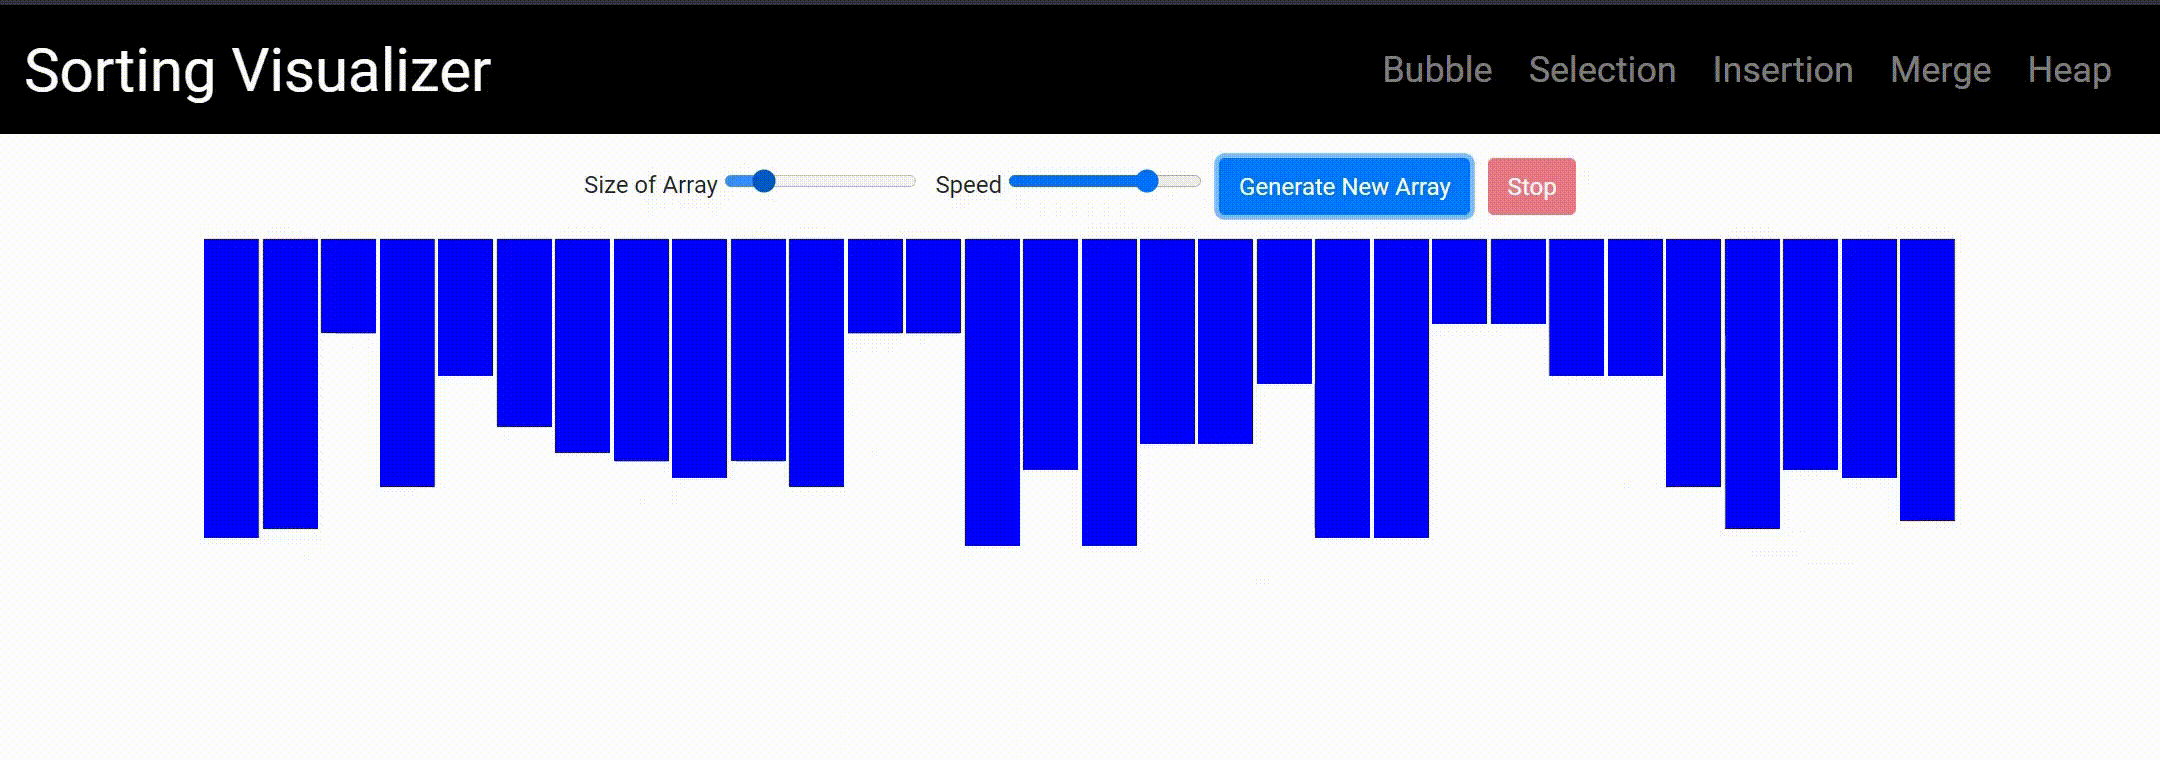 Sorting Visualizer Bubble Selection Insertion Merge Heap
Size of Array Speed Generate New Array Stop